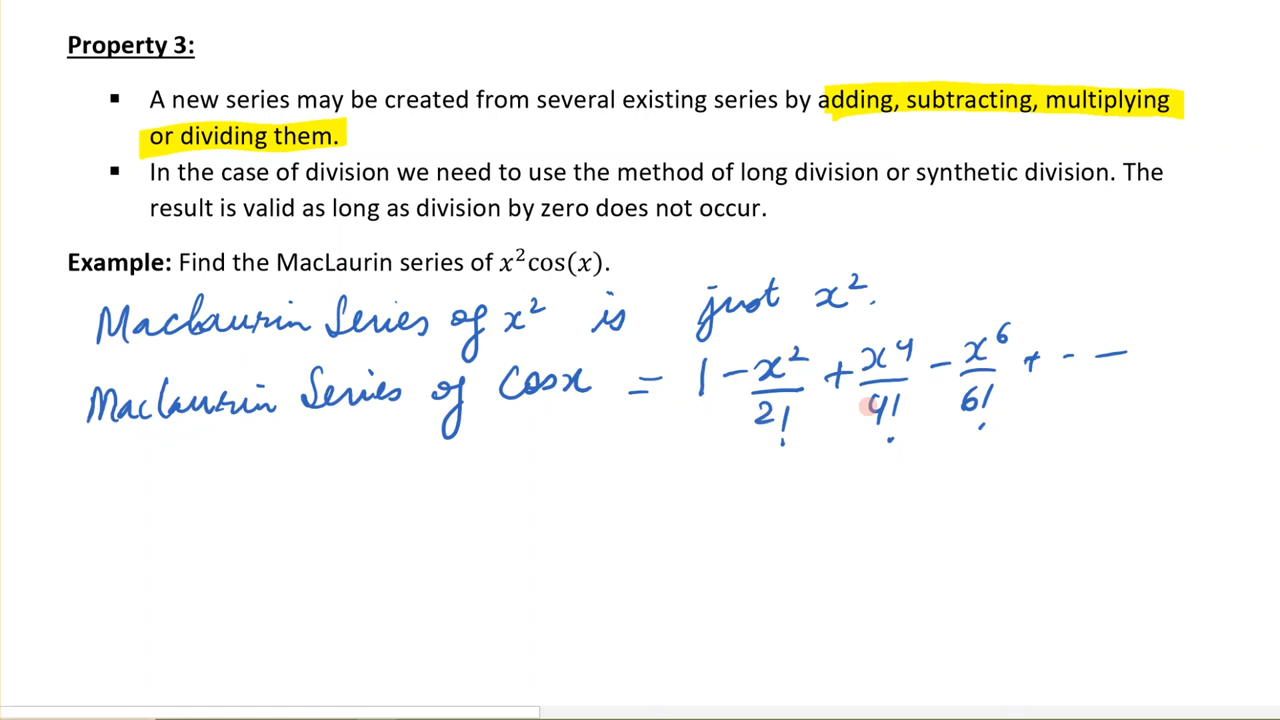 Property 3:
▪ A new series may be created from several existing series by adding, subtracting, multiplying
or dividing them.
▪ In the case of division we need to use the method of long division or synthetic division. The
result is valid as long as division by zero does not occur.
Example: Find the MacLaurin series of x²cos(x).
Maclaurin Series of x² is just x².
Maclaurin Series of Cosx = 1 - x²/2! + x⁴/4! - x⁶/6! + - - -